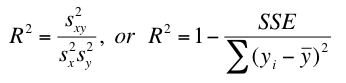 R² = s²xy / s²x s²y , or R² = 1 − SSE / ∑(yᵢ − ȳ)²